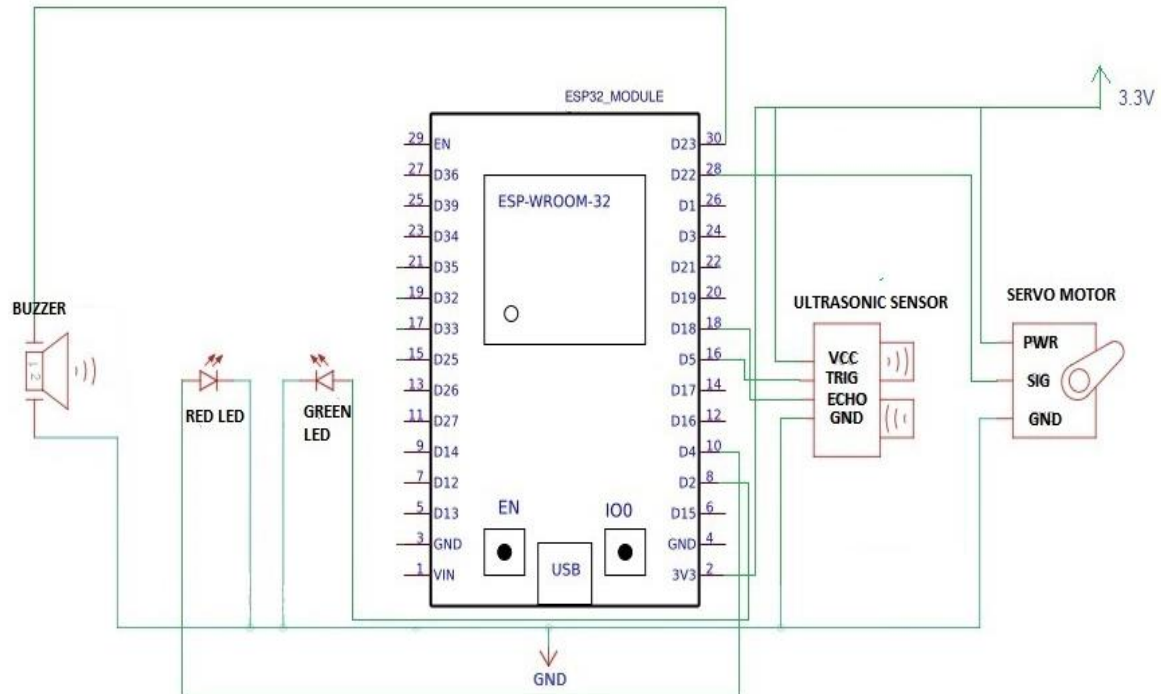 ESP32_MODULE
3.3V
29 EN
27 D36
25 D39
23 D34
21 D35
19 D32
17 D33
15 D25
13 D26
11 D27
9 D14
7 D12
5 D13
3 GND
1 VIN
D23 30
D22 28
D1 26
D3 24
D21 22
D19 20
D18 18
D5 16
D17 14
D16 12
D4 10
D2 8
D15 6
GND 4
3V3 2
ESP-WROOM-32
EN
IO0
USB
BUZZER
1 2
RED LED
GREEN
LED
ULTRASONIC SENSOR
VCC
TRIG
ECHO
GND
SERVO MOTOR
PWR
SIG
GND
GND